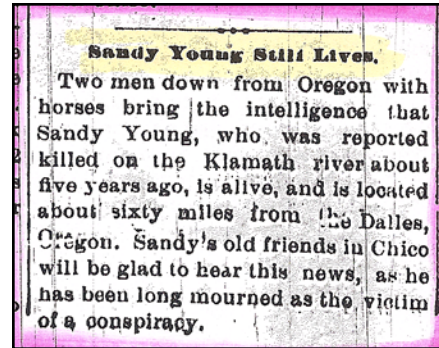 Sandy Young Still Lives.
Two men down from Oregon with
horses bring the intelligence that
Sandy Young, who was reported
killed on the Klamath river about
five years ago, is alive, and is located
about sixty miles from the Dalles,
Oregon. Sandy's old friends in Chico
will be glad to hear this news, as he
has been long mourned as the victim
of a conspiracy.